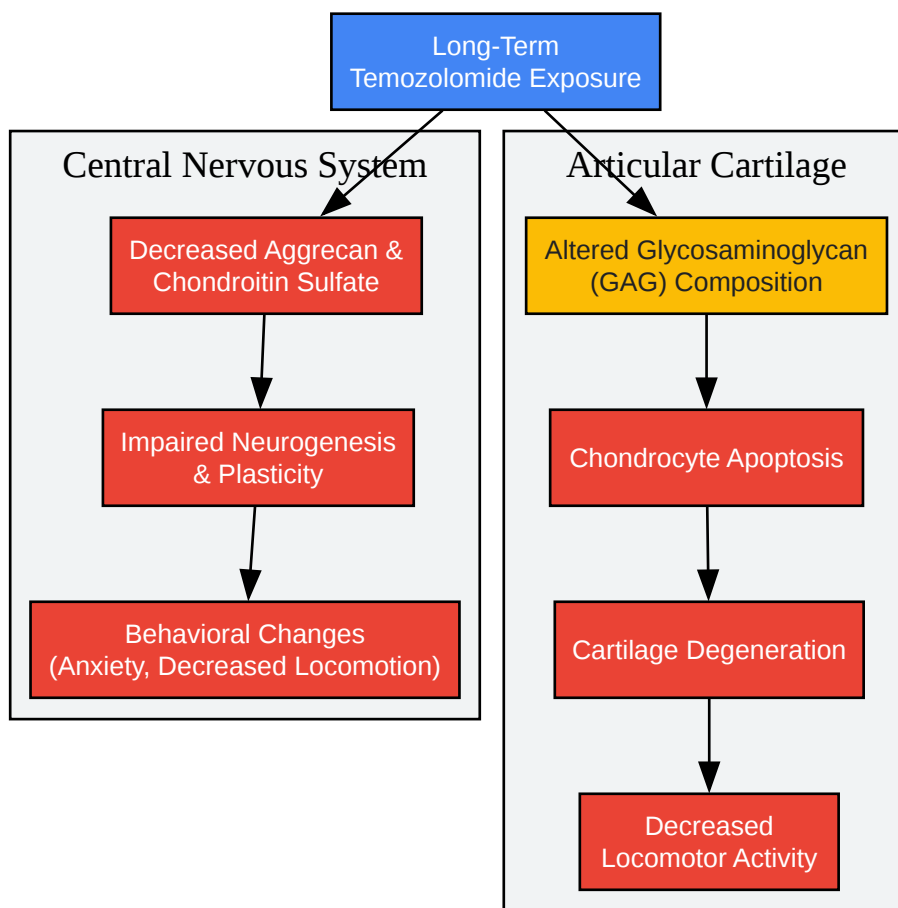 Long-Term
Temozolomide Exposure
Central Nervous System
Decreased Aggrecan &
Chondroitin Sulfate
Impaired Neurogenesis
& Plasticity
Behavioral Changes
(Anxiety, Decreased Locomotion)
Articular Cartilage
Altered Glycosaminoglycan
(GAG) Composition
Chondrocyte Apoptosis
Cartilage Degeneration
Decreased
Locomotor Activity